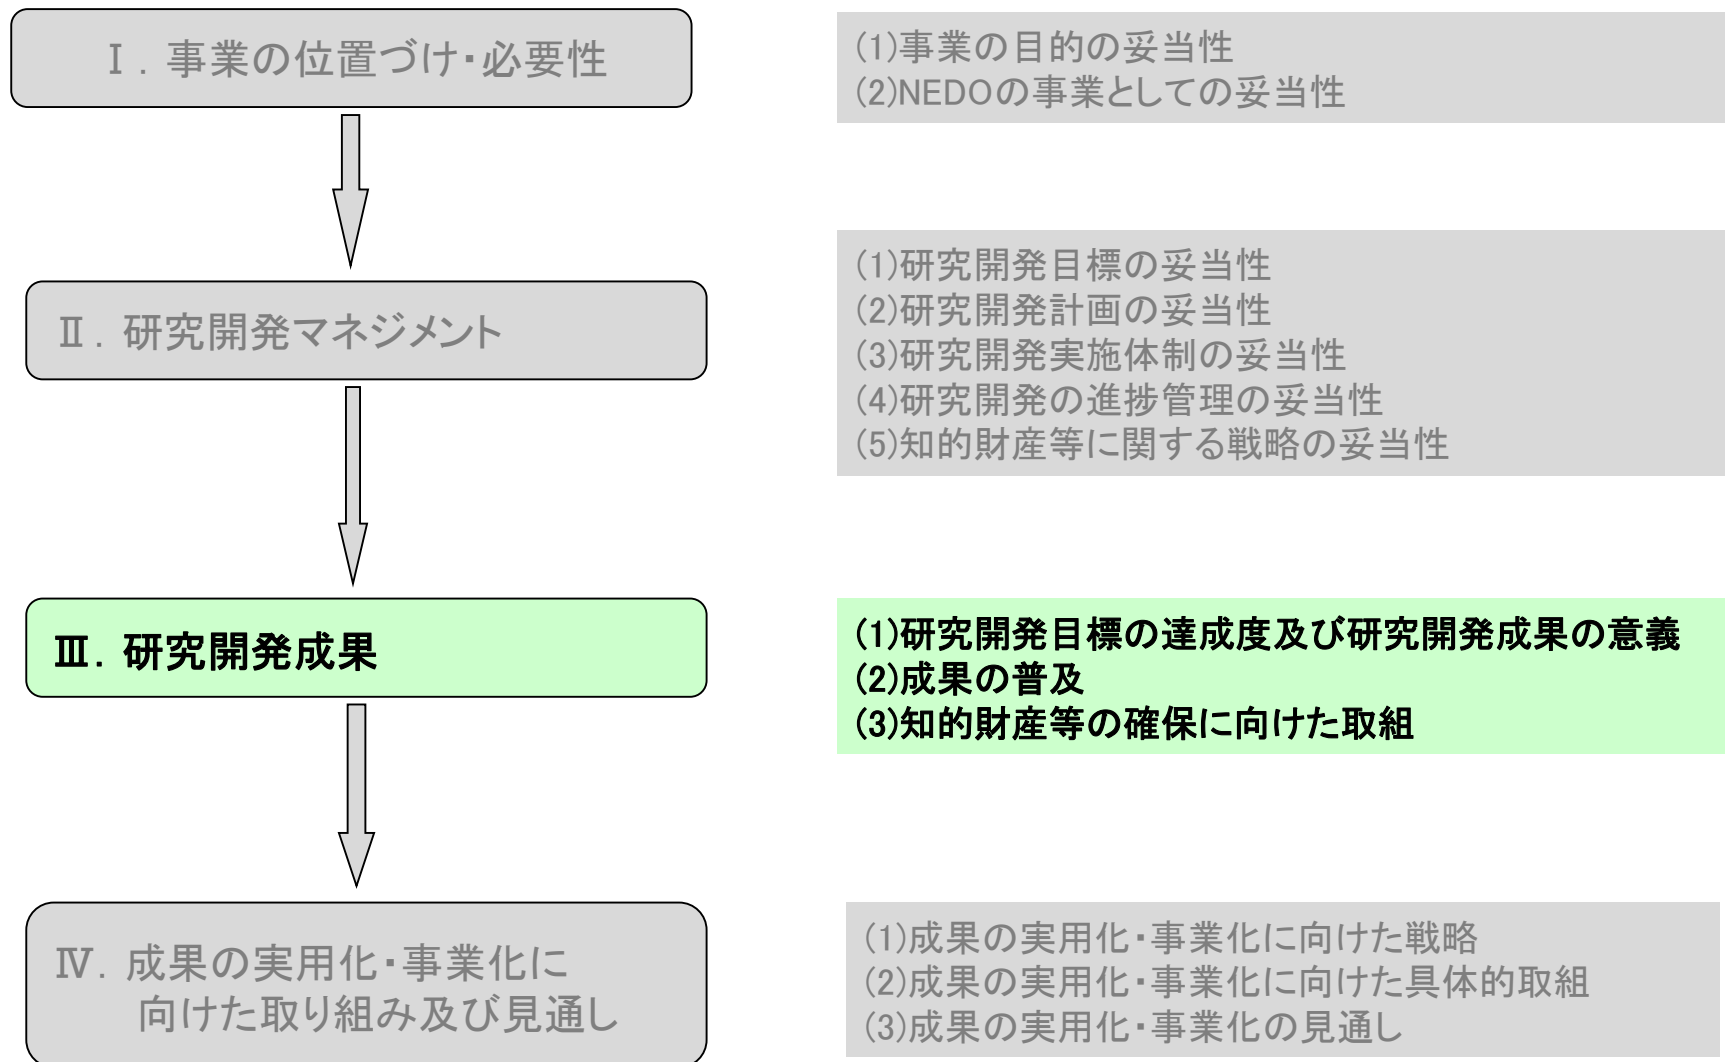 Ⅰ. 事業の位置づけ・必要性
(1)事業の目的の妥当性
(2)NEDOの事業としての妥当性
Ⅱ. 研究開発マネジメント
(1)研究開発目標の妥当性
(2)研究開発計画の妥当性
(3)研究開発実施体制の妥当性
(4)研究開発の進捗管理の妥当性
(5)知的財産等に関する戦略の妥当性
Ⅲ. 研究開発成果
(1)研究開発目標の達成度及び研究開発成果の意義
(2)成果の普及
(3)知的財産等の確保に向けた取組
Ⅳ. 成果の実用化・事業化に
向けた取り組み及び見通し
(1)成果の実用化・事業化に向けた戦略
(2)成果の実用化・事業化に向けた具体的取組
(3)成果の実用化・事業化の見通し